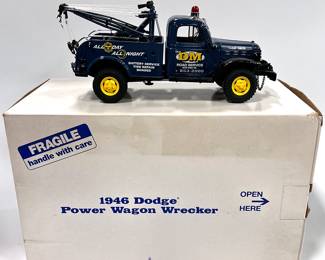 ALL DAY
ALL NIGHT
BATTERY SERVICE
TIRE REPAIR
DM
ROAD SERVICE
FRAGILE
handle with care
1946 Dodge
Power Wagon Wrecker
OPEN
HERE